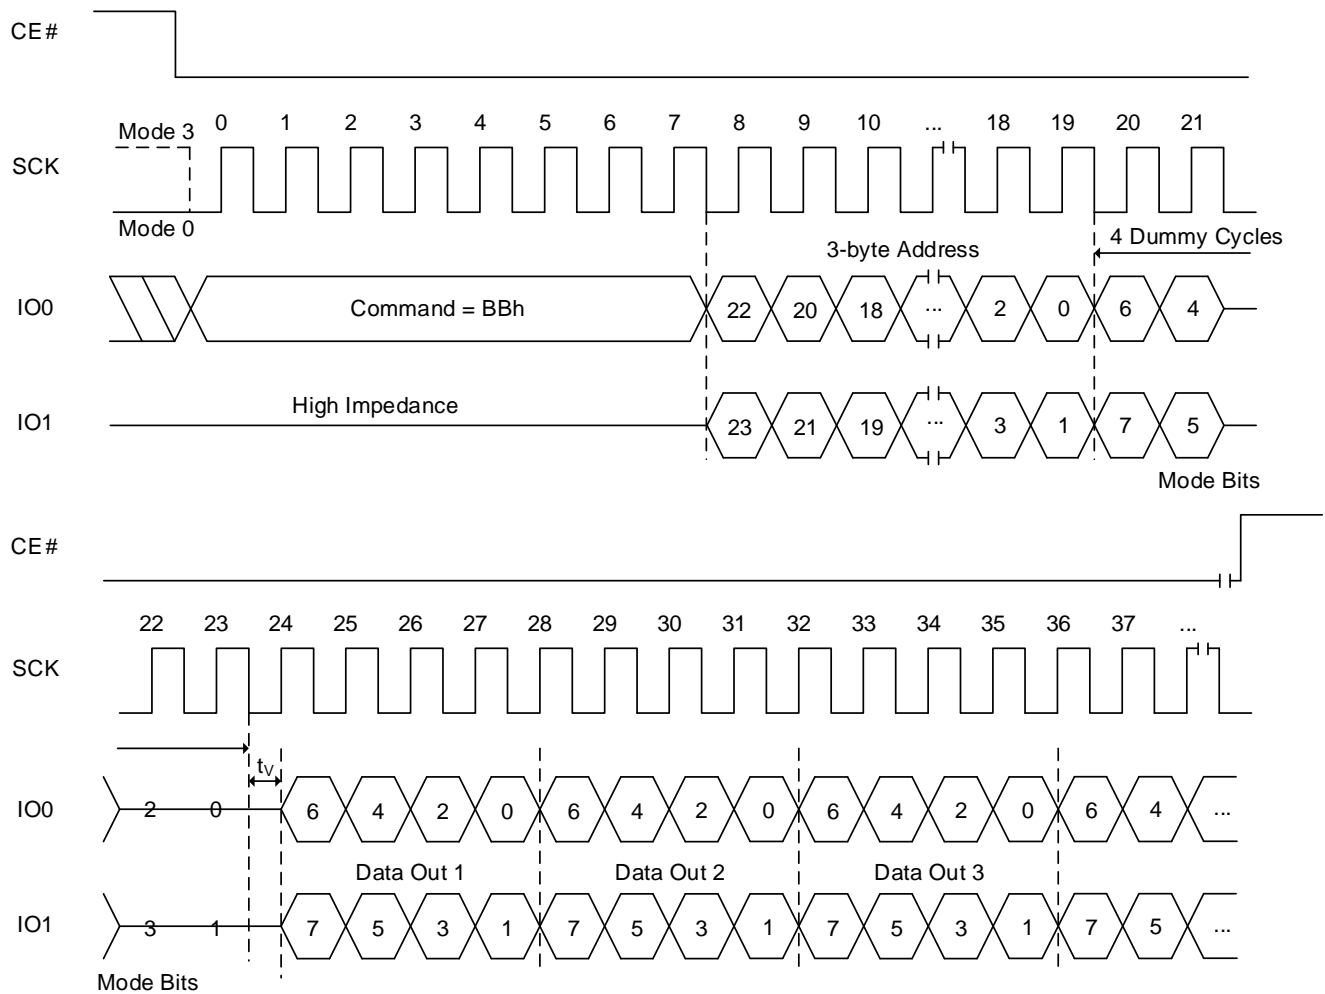 CE#
Mode 3 0 1 2 3 4 5 6 7 8 9 10 ... 18 19 20 21
SCK
Mode 0
3-byte Address 4 Dummy Cycles
IO0 Command = BBh 22 20 18 ... 2 0 6 4
High Impedance
IO1 23 21 19 ... 3 1 7 5
Mode Bits
CE#
22 23 24 25 26 27 28 29 30 31 32 33 34 35 36 37 ...
SCK
tV
IO0 2 0 6 4 2 0 6 4 2 0 6 4 2 0 6 4 ...
Data Out 1 Data Out 2 Data Out 3
IO1 3 1 7 5 3 1 7 5 3 1 7 5 3 1 7 5 ...
Mode Bits